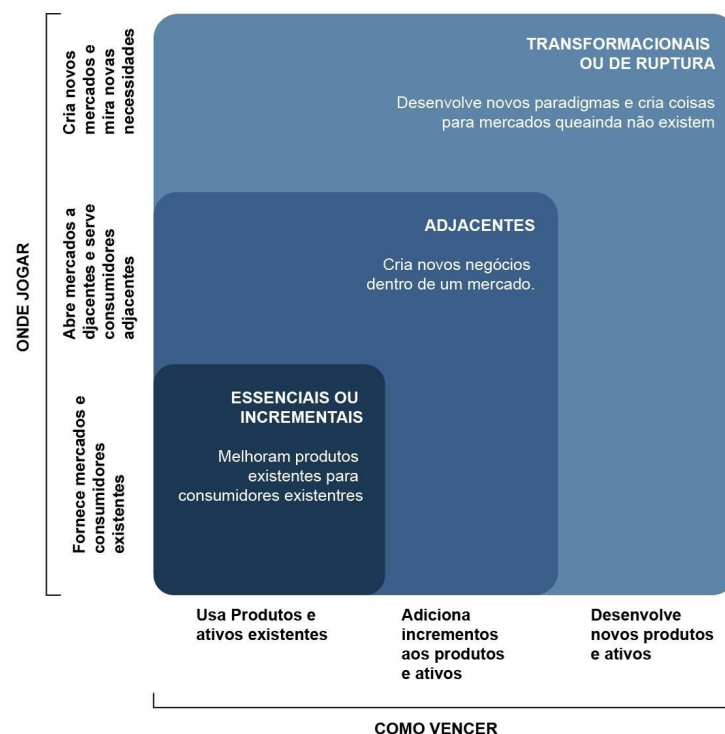 TRANSFORMACIONAIS
OU DE RUPTURA
Desenvolve novos paradigmas e cria coisas
para mercados queainda não existem
ADJACENTES
Cria novos negócios
dentro de um mercado.
ESSENCIAIS OU
INCREMENTAIS
Melhoram produtos
existentes para
consumidores existentres
ONDE JOGAR
Cria novos
mercados e
mira novas
necessidades
Abre mercados a
djacentes e serve
consumidores
adjacentes
Fornece mercados e
consumidores
existentes
Usa Produtos e
ativos existentes
Adiciona
incrementos
aos produtos
e ativos
Desenvolve
novos produtos
e ativos
COMO VENCER